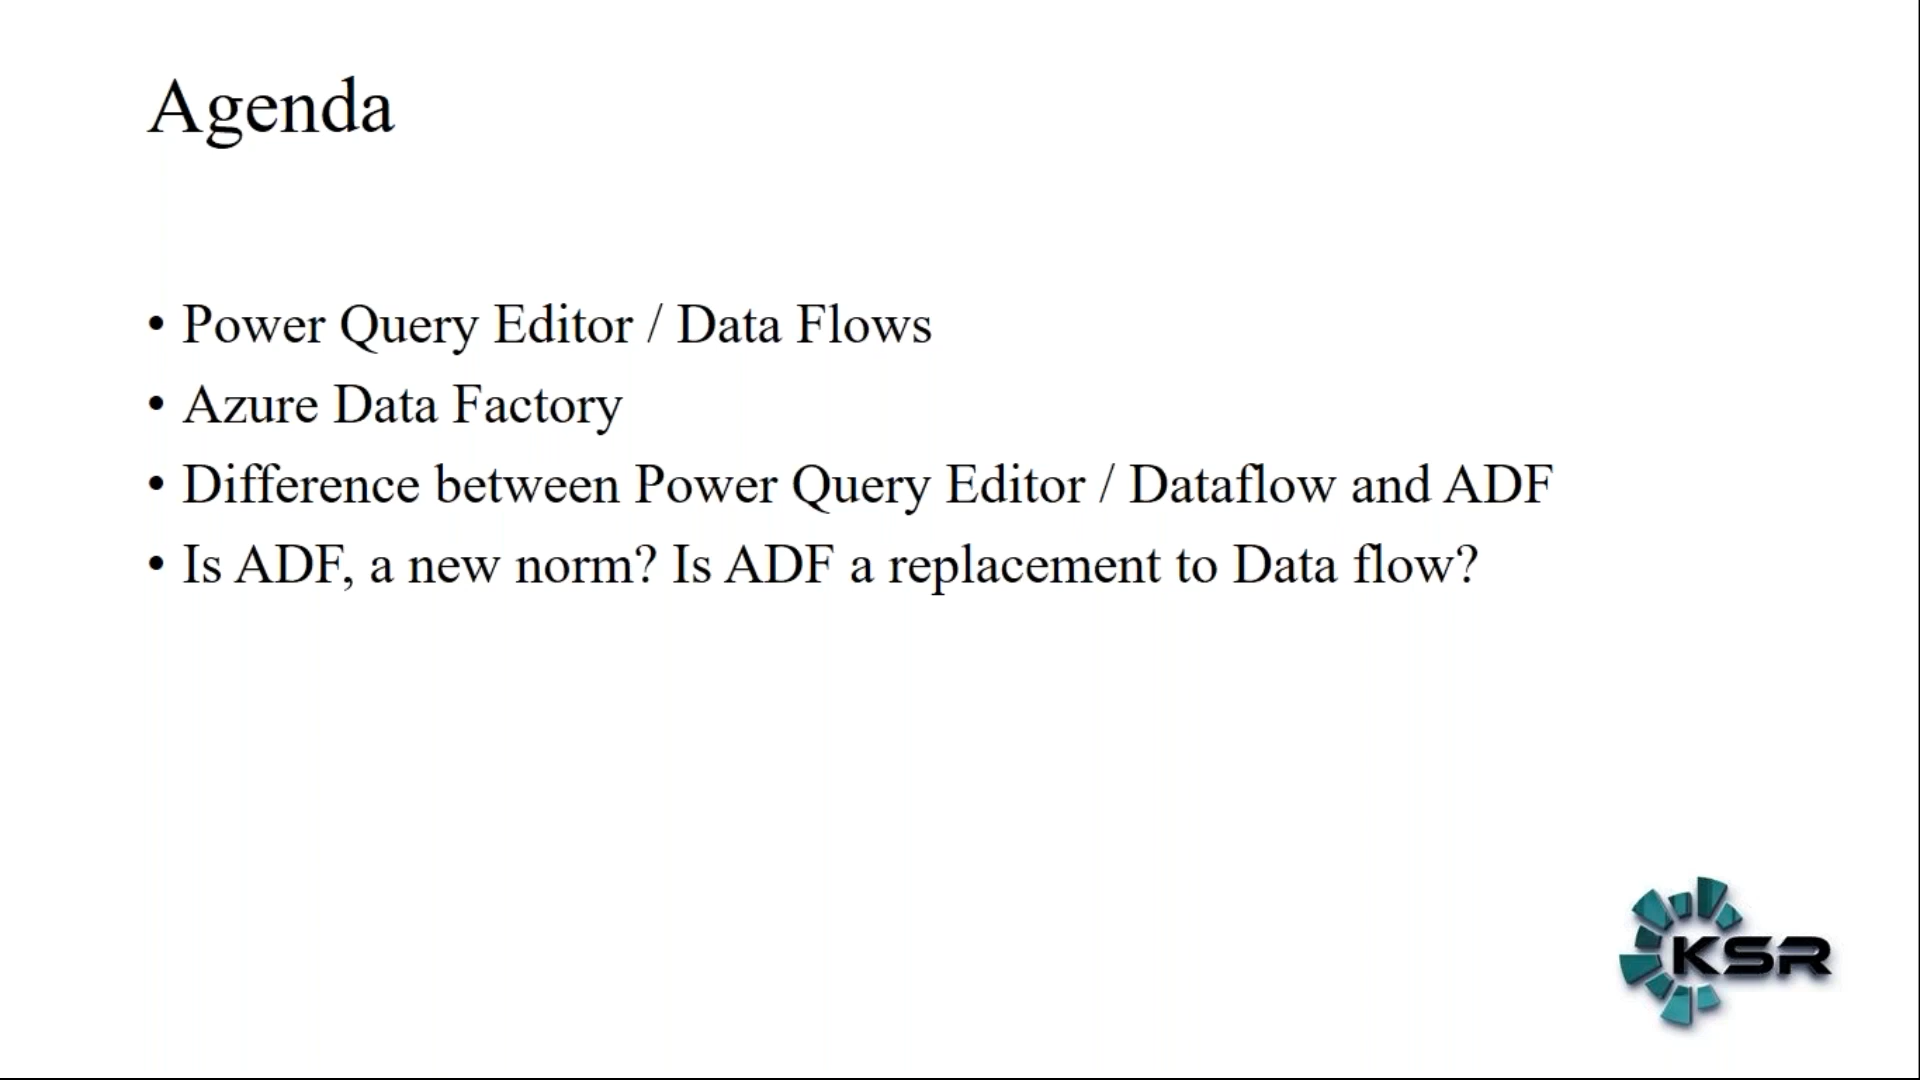 Agenda
• Power Query Editor / Data Flows
• Azure Data Factory
• Difference between Power Query Editor / Dataflow and ADF
• Is ADF, a new norm? Is ADF a replacement to Data flow?
KSR